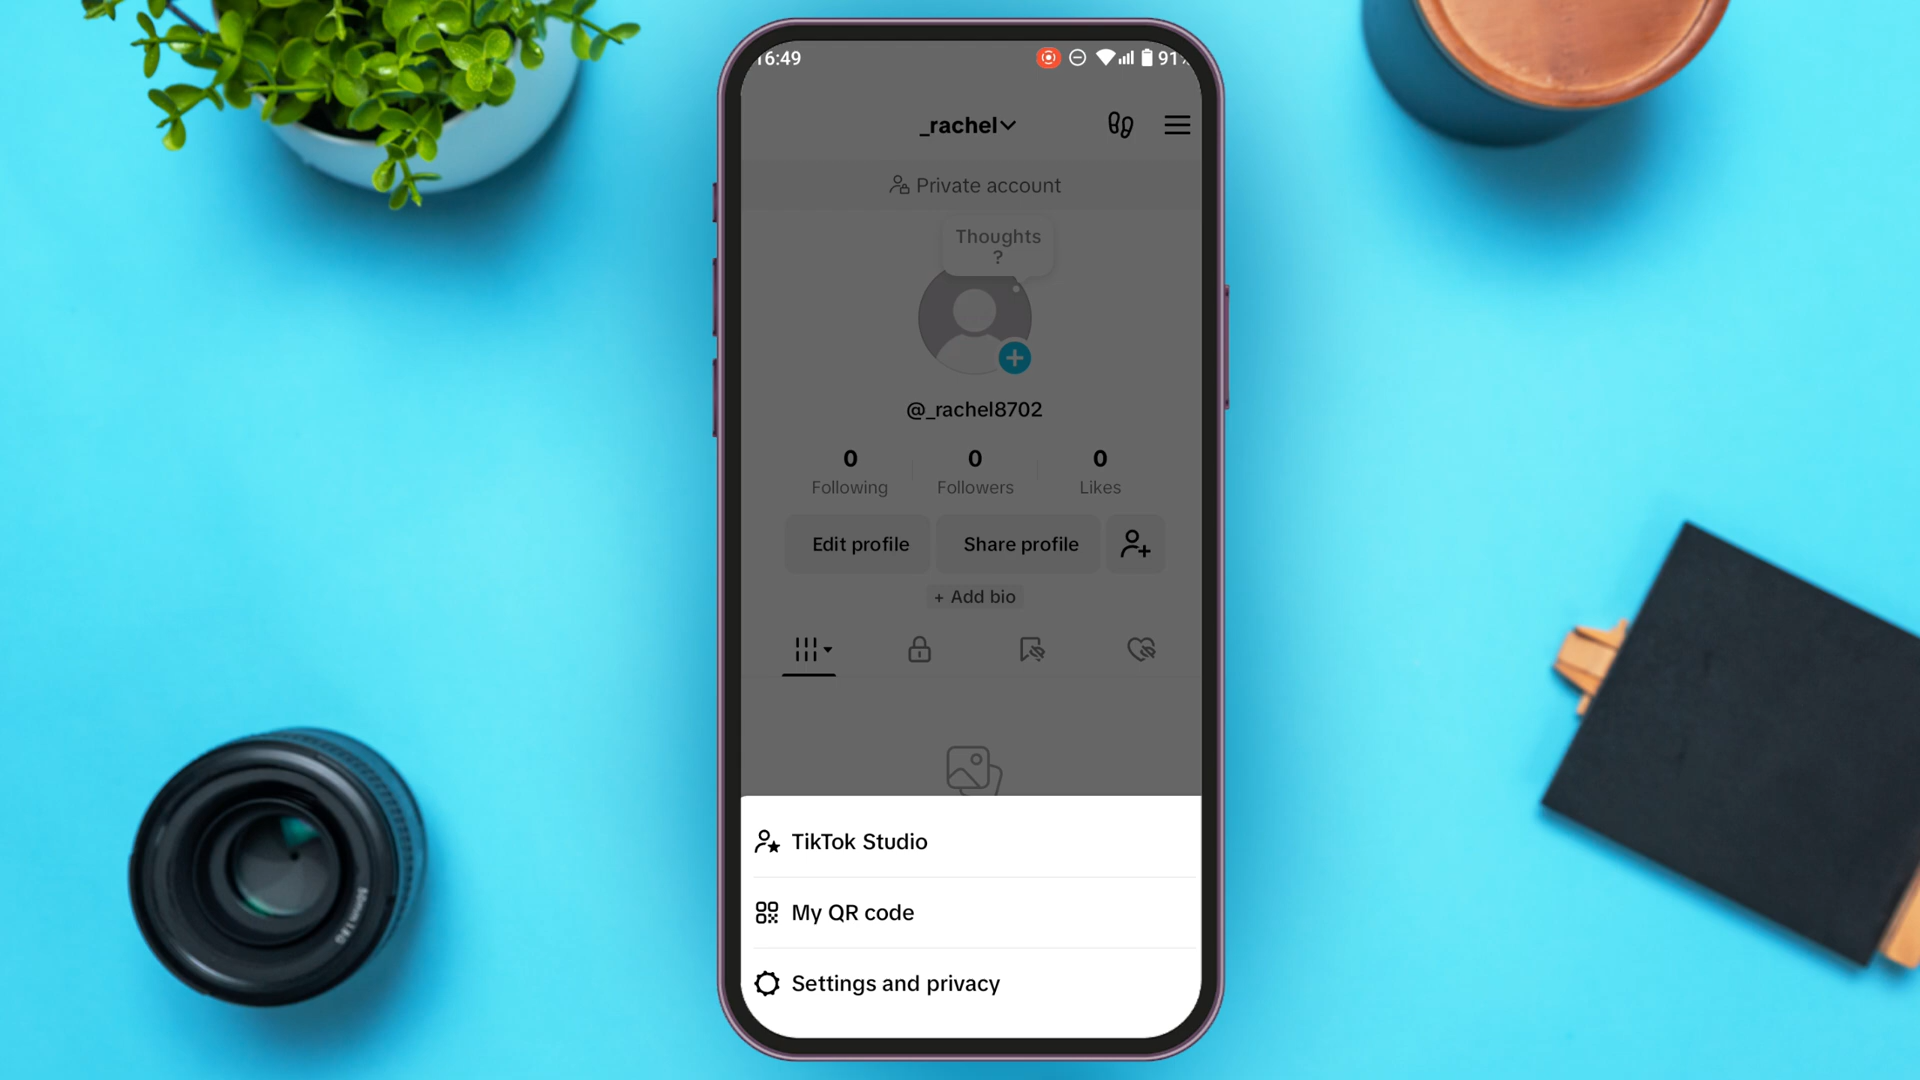 16:49
91%
_rachel
Private account
Thoughts
?
@_rachel8702
0
0
0
Following
Followers
Likes
Edit profile
Share profile
+ Add bio
TikTok Studio
My QR code
Settings and privacy